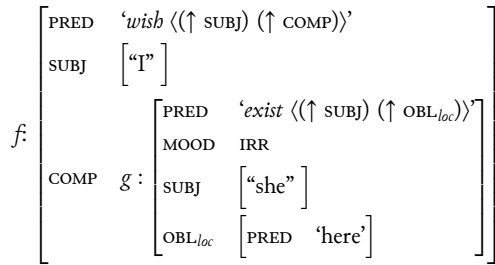 PRED ‘wish ⟨(↑ SUBJ) (↑ COMP)⟩’
SUBJ [“I”]
f:
PRED ‘exist ⟨(↑ SUBJ) (↑ OBLloc)⟩’
MOOD IRR
COMP g :
SUBJ [“she”]
OBLloc [PRED ‘here’]